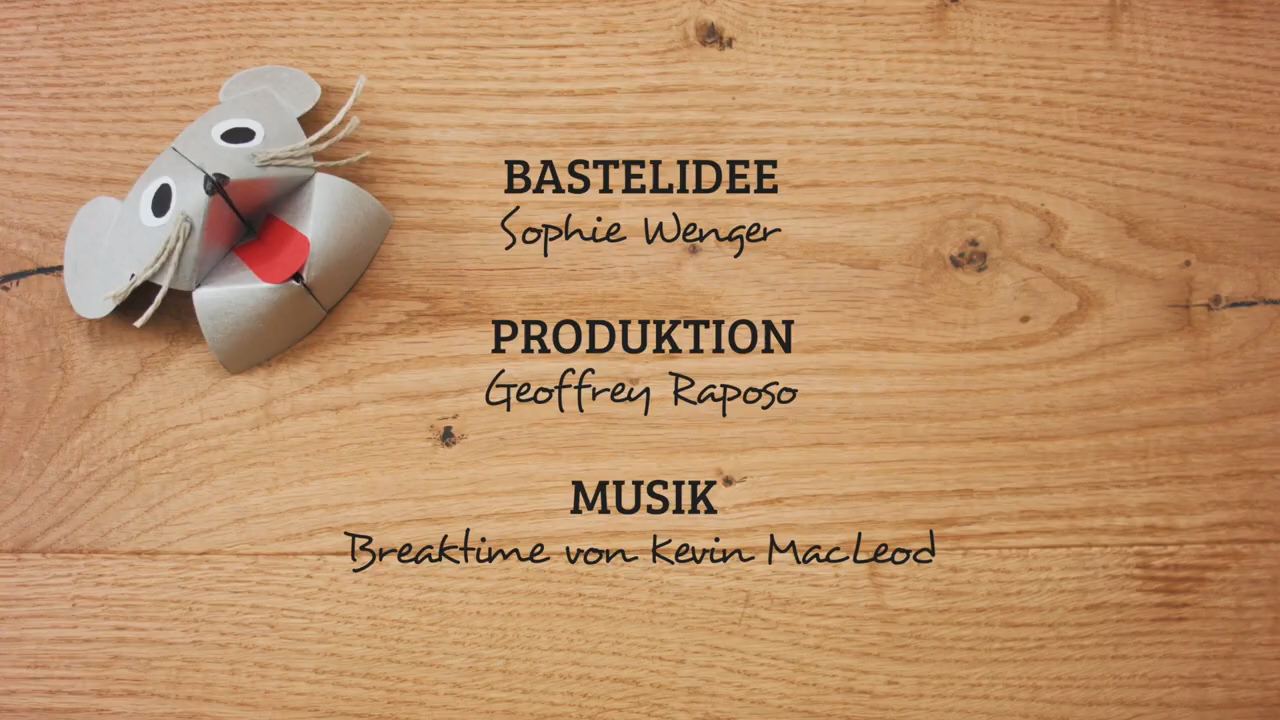 BASTELIDEE
Sophie Wenger
PRODUKTION
Geoffrey Raposo
MUSIK
Breaktime von Kevin MacLeod